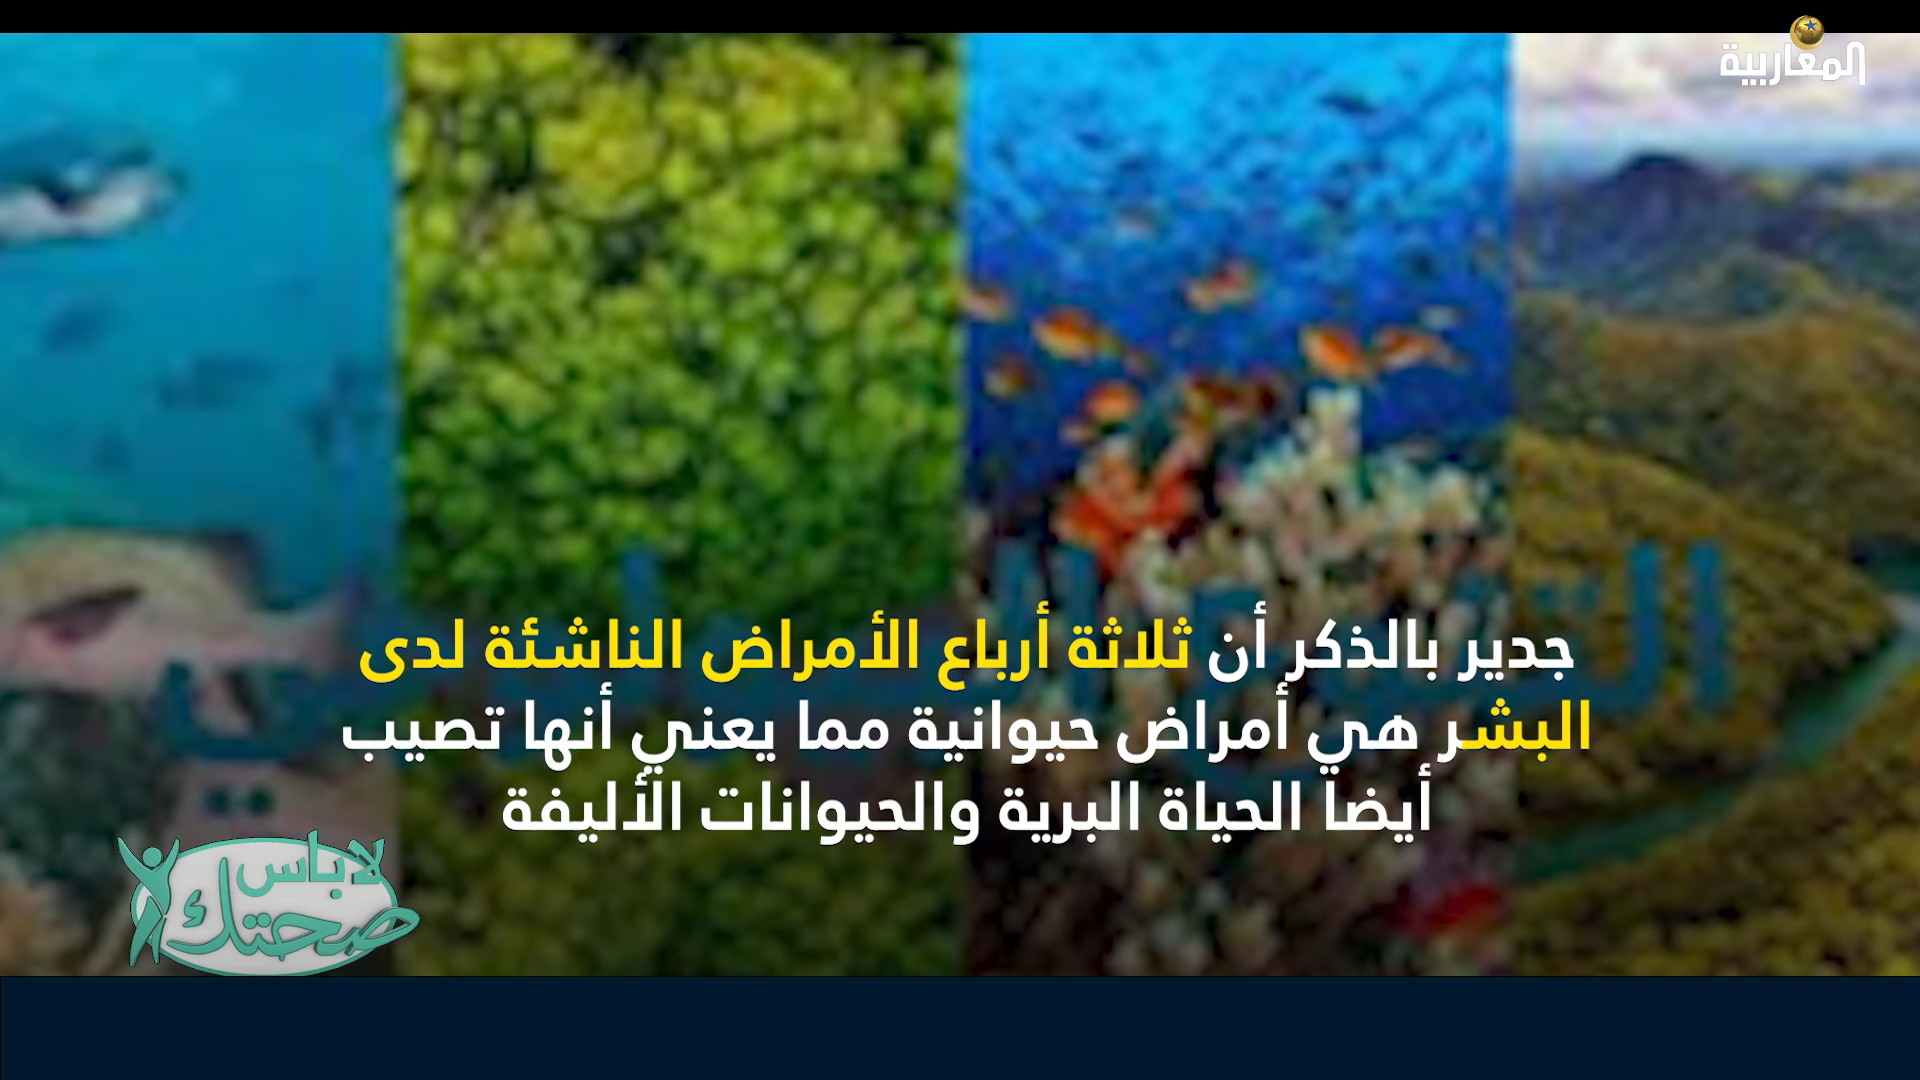 المغاربية
جدير بالذكر أن ثلاثة أرباع الأمراض الناشئة لدى
البشر هي أمراض حيوانية مما يعني أنها تصيب
أيضا الحياة البرية والحيوانات الأليفة
لاباس
صحتك